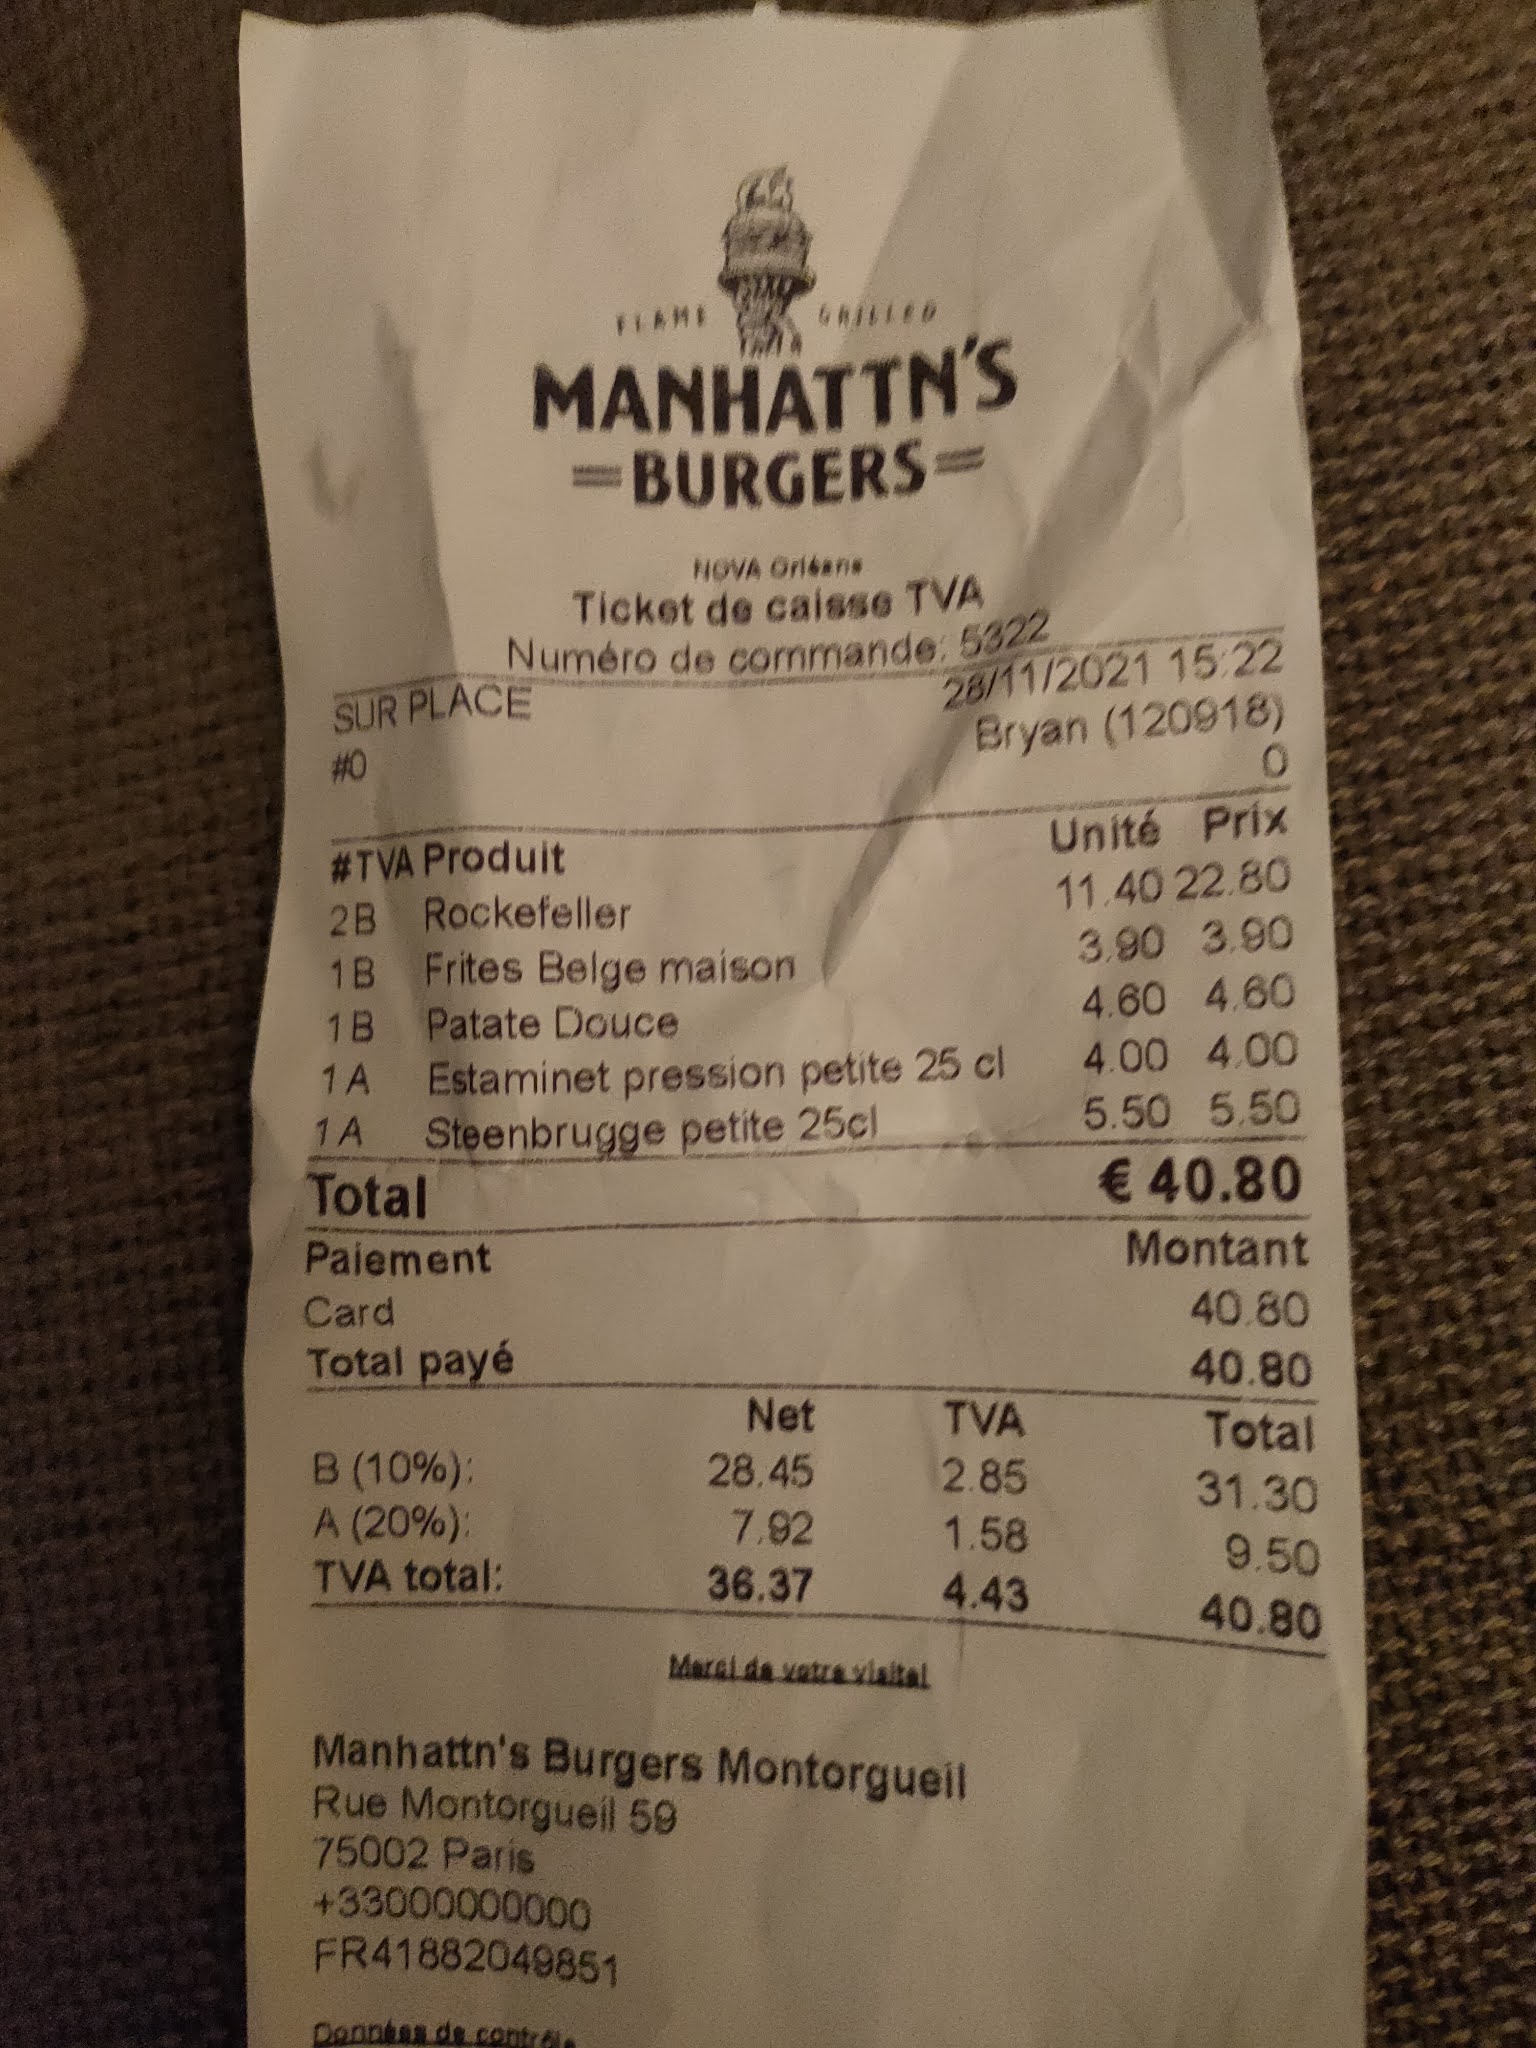 FLAME GRILLED
MANHATTN'S
BURGERS
NOVA Orléans
Ticket de caisse TVA
Numéro de commande: 5322
SUR PLACE 28/11/2021 15:22
Bryan (120918)
#0 0
#TVA Produit Unité Prix
2B Rockefeller 11.40 22.80
1B Frites Belge maison 3.90 3.90
1B Patate Douce 4.60 4.60
1A Estaminet pression petite 25 cl 4.00 4.00
1A Steenbrugge petite 25cl 5.50 5.50
Total € 40.80
Paiement Montant
Card 40.80
Total payé 40.80
Net TVA Total
B (10%): 28.45 2.85 31.30
A (20%): 7.92 1.58 9.50
TVA total: 36.37 4.43 40.80
Merci de votre visite!
Manhattn's Burgers Montorgueil
Rue Montorgueil 59
75002 Paris
+33000000000
FR41882049851
Données de contrôle